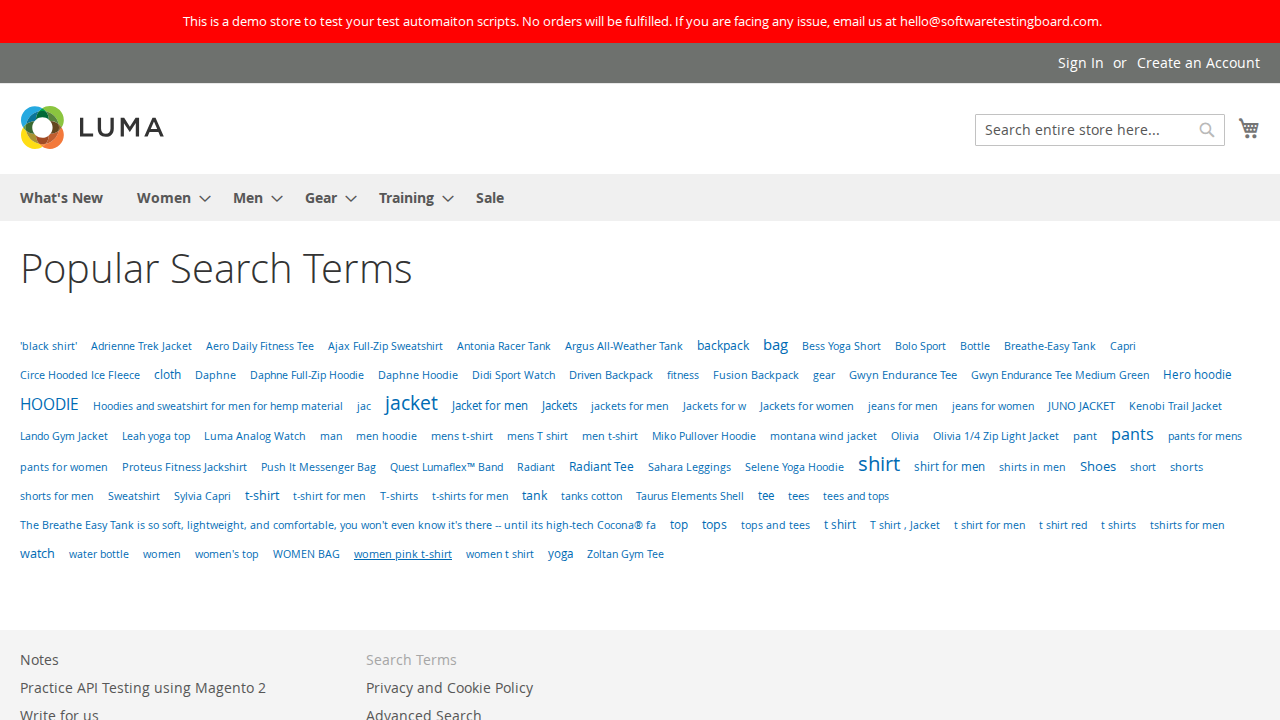 This is a demo store to test your test automaiton scripts. No orders will be fulfilled. If you are facing any issue, email us at hello@softwaretestingboard.com.
Sign In or Create an Account
LUMA
Search entire store here...
What's New Women Men Gear Training Sale
Popular Search Terms
'black shirt' Adrienne Trek Jacket Aero Daily Fitness Tee Ajax Full-Zip Sweatshirt Antonia Racer Tank Argus All-Weather Tank backpack bag Bess Yoga Short Bolo Sport Bottle Breathe-Easy Tank Capri
Circe Hooded Ice Fleece cloth Daphne Daphne Full-Zip Hoodie Daphne Hoodie Didi Sport Watch Driven Backpack fitness Fusion Backpack gear Gwyn Endurance Tee Gwyn Endurance Tee Medium Green Hero hoodie
HOODIE Hoodies and sweatshirt for men for hemp material jac jacket Jacket for men Jackets jackets for men Jackets for w Jackets for women jeans for men jeans for women JUNO JACKET Kenobi Trail Jacket
Lando Gym Jacket Leah yoga top Luma Analog Watch man men hoodie mens t-shirt mens T shirt men t-shirt Miko Pullover Hoodie montana wind jacket Olivia Olivia 1/4 Zip Light Jacket pant pants pants for mens
pants for women Proteus Fitness Jackshirt Push It Messenger Bag Quest Lumaflex™ Band Radiant Radiant Tee Sahara Leggings Selene Yoga Hoodie shirt shirt for men shirts in men Shoes short shorts
shorts for men Sweatshirt Sylvia Capri t-shirt t-shirt for men T-shirts t-shirts for men tank tanks cotton Taurus Elements Shell tee tees tees and tops
The Breathe Easy Tank is so soft, lightweight, and comfortable, you won't even know it's there -- until its high-tech Cocona® fa top tops tops and tees t shirt T shirt , Jacket t shirt for men t shirt red t shirts tshirts for men
watch water bottle women women's top WOMEN BAG women pink t-shirt women t shirt yoga Zoltan Gym Tee
Notes Search Terms
Practice API Testing using Magento 2 Privacy and Cookie Policy
Write for us Advanced Search